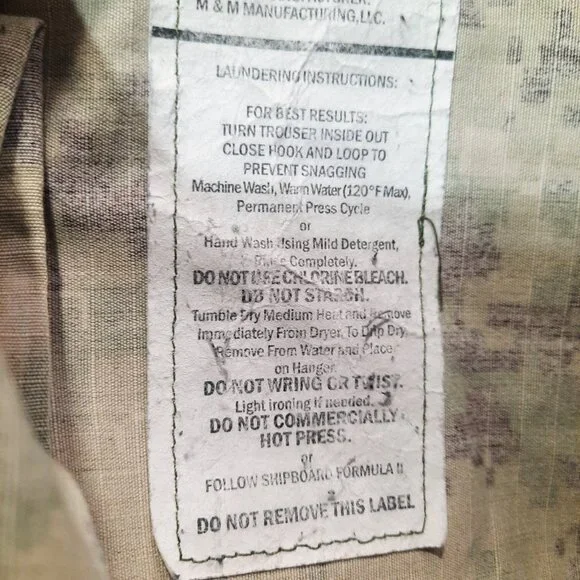 M & M MANUFACTURING, LLC.
LAUNDERING INSTRUCTIONS:
FOR BEST RESULTS:
TURN TROUSER INSIDE OUT
CLOSE HOOK AND LOOP TO
PREVENT SNAGGING
Machine Wash, Warm Water (120°F Max),
Permanent Press Cycle
or
Hand Wash Using Mild Detergent,
Rinse Completely.
DO NOT USE CHLORINE BLEACH.
DO NOT STARCH.
Tumble Dry Medium Heat and Remove
Immediately From Dryer. To Drip Dry
Remove From Water and Place
on Hanger
DO NOT WRING OR TWIST.
Light ironing if needed.
DO NOT COMMERCIALLY
HOT PRESS.
or
FOLLOW SHIPBOARD FORMULA II
DO NOT REMOVE THIS LABEL